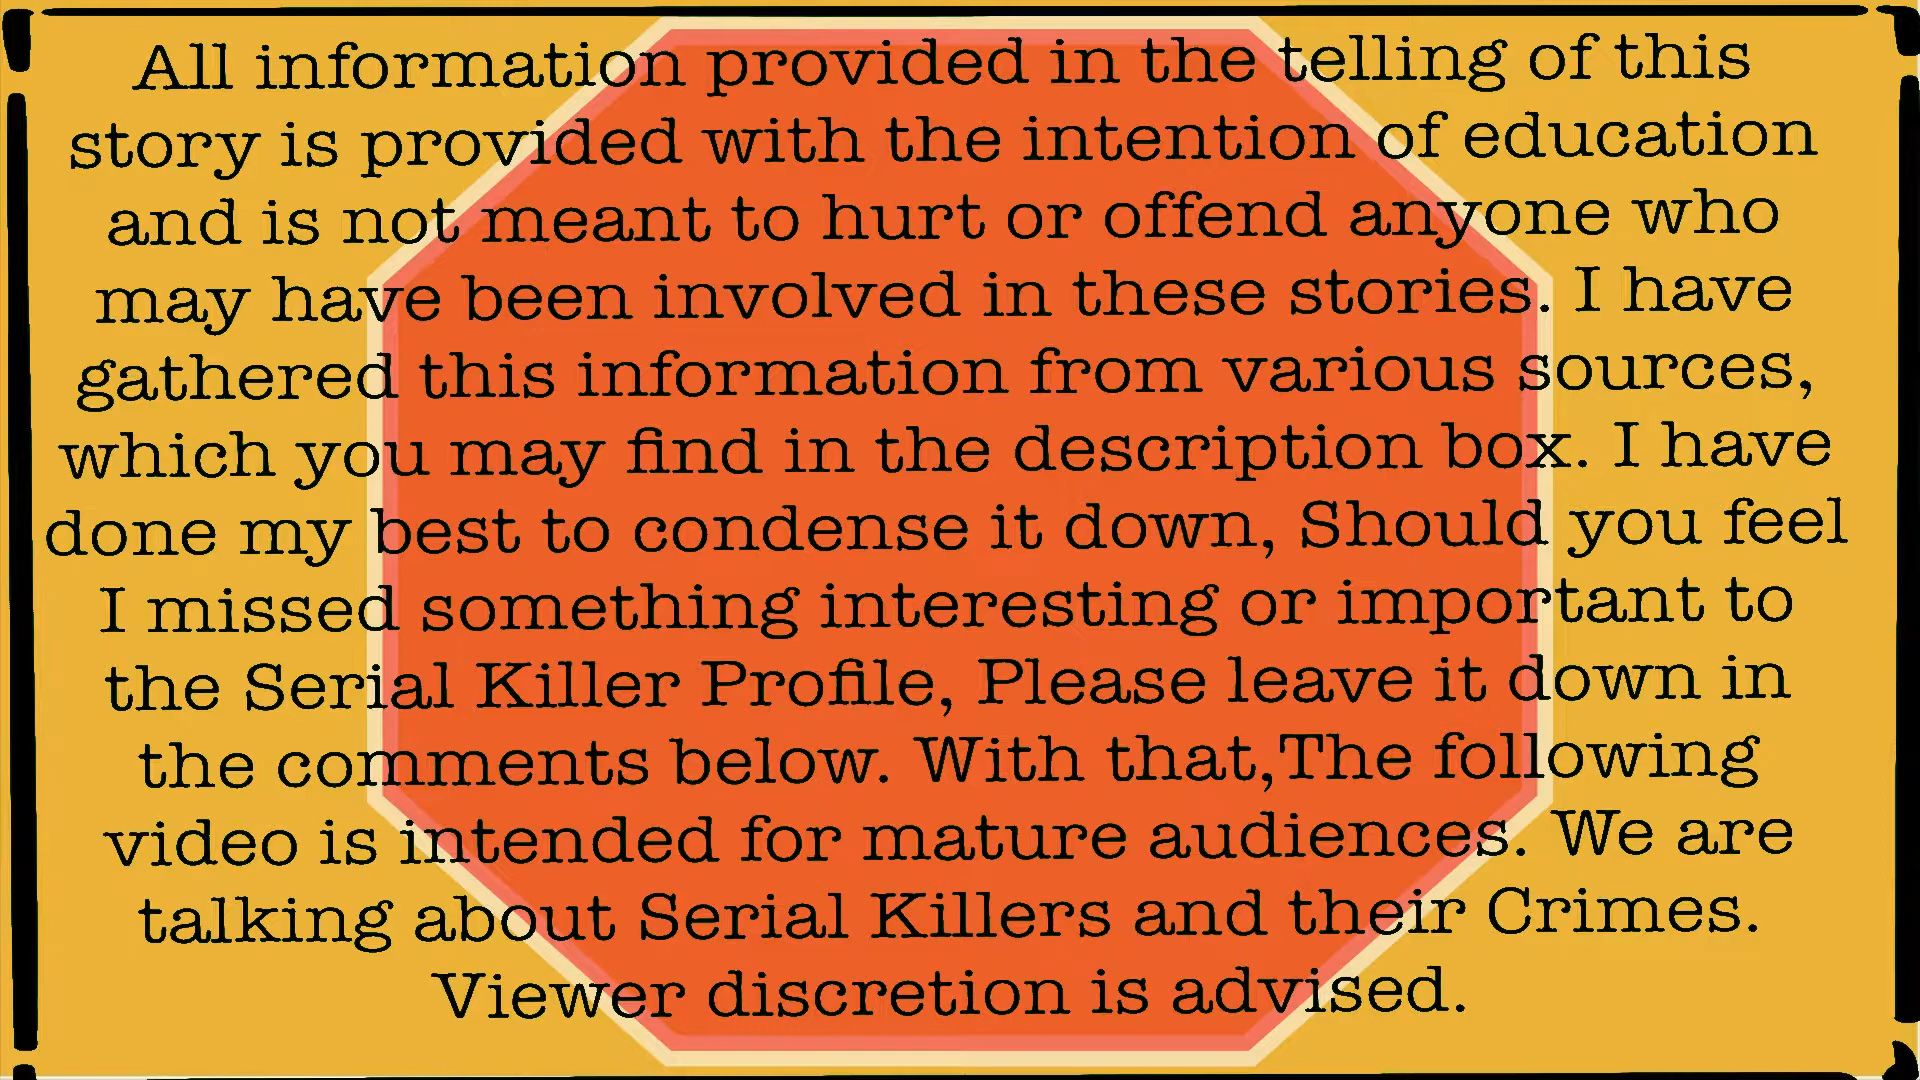 All information provided in the telling of this
story is provided with the intention of education
and is not meant to hurt or offend anyone who
may have been involved in these stories. I have
gathered this information from various sources,
which you may find in the description box. I have
done my best to condense it down, Should you feel
I missed something interesting or important to
the Serial Killer Profile, Please leave it down in
the comments below. With that,The following
video is intended for mature audiences. We are
talking about Serial Killers and their Crimes.
Viewer discretion is advised.